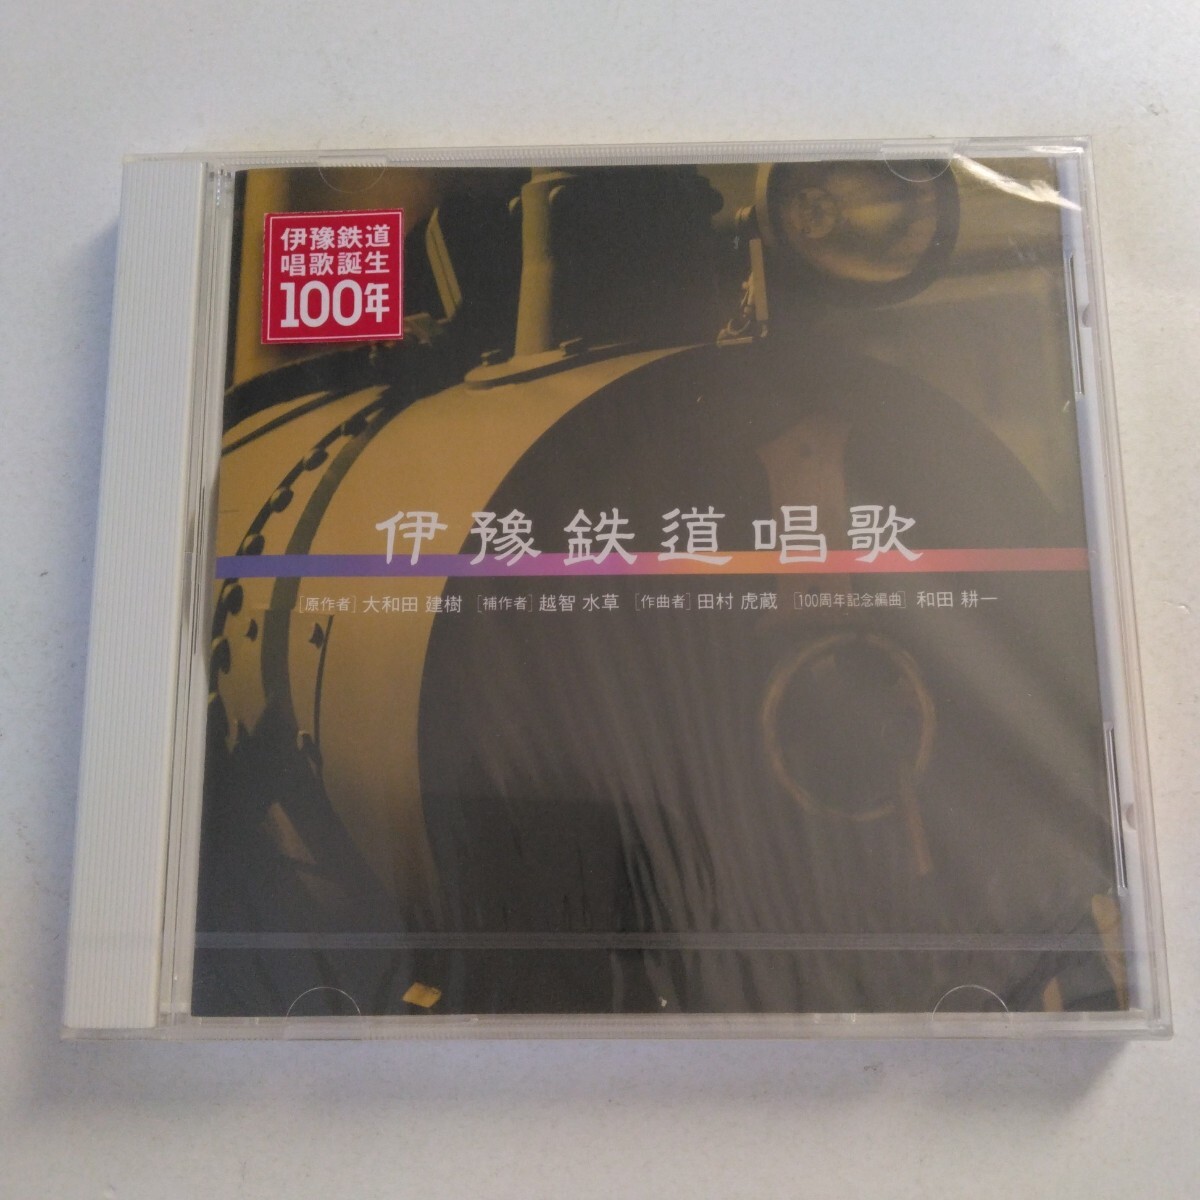 伊豫鉄道
唱歌誕生
100年
伊豫鉄道唱歌
[原作者] 大和田 建樹 [補作者] 越智 水草 [作曲者] 田村 虎蔵 [100周年記念編曲] 和田 耕一